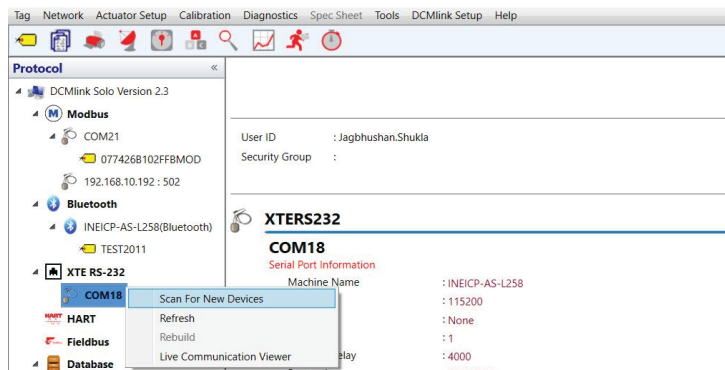 Tag Network Actuator Setup Calibration Diagnostics Spec Sheet Tools DCMlink Setup Help
Protocol «
DCMlink Solo Version 2.3
M Modbus
COM21
077426B102FFBMOD
192.168.10.192 : 502
Bluetooth
INEICP-AS-L258(Bluetooth)
TEST2011
XTE RS-232
COM18
HART HART
Fieldbus
Database
Scan For New Devices
Refresh
Rebuild
Live Communication Viewer
User ID : Jagbhushan.Shukla
Security Group :
XTERS232
COM18
Serial Port Information
Machine Name : INEICP-AS-L258
: 115200
: None
: 1
elay : 4000